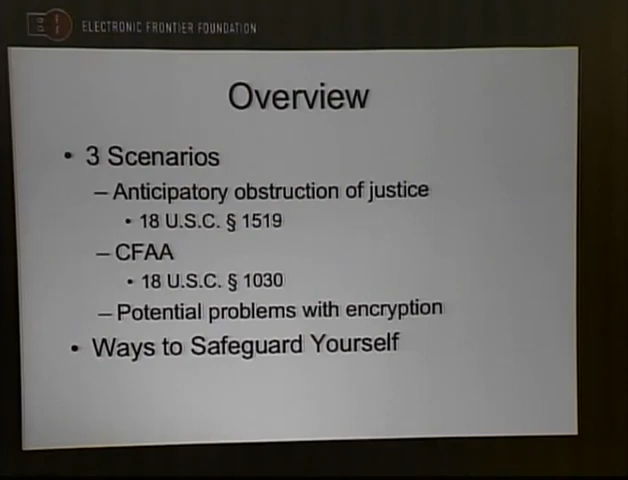 ELECTRONIC FRONTIER FOUNDATION
Overview
• 3 Scenarios
– Anticipatory obstruction of justice
• 18 U.S.C. § 1519
– CFAA
• 18 U.S.C. § 1030
– Potential problems with encryption
• Ways to Safeguard Yourself